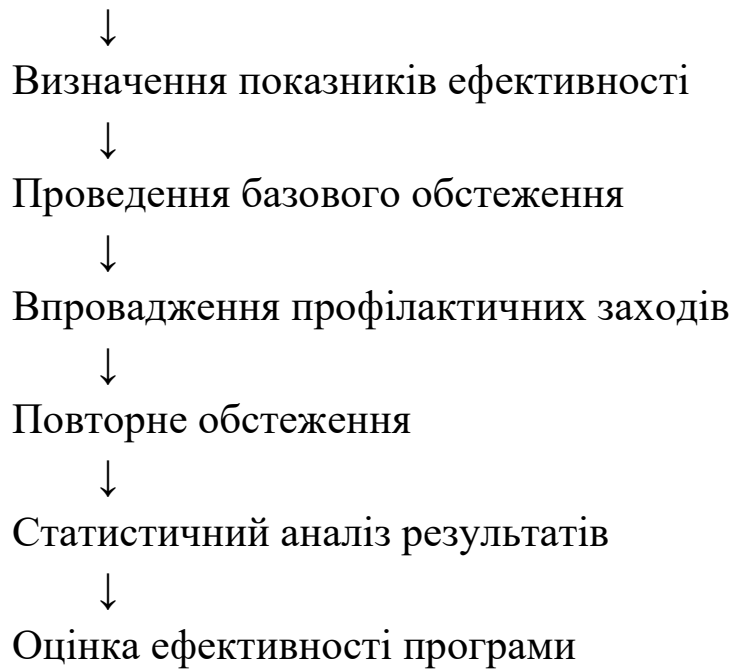 ↓
Визначення показників ефективності
↓
Проведення базового обстеження
↓
Впровадження профілактичних заходів
↓
Повторне обстеження
↓
Статистичний аналіз результатів
↓
Оцінка ефективності програми